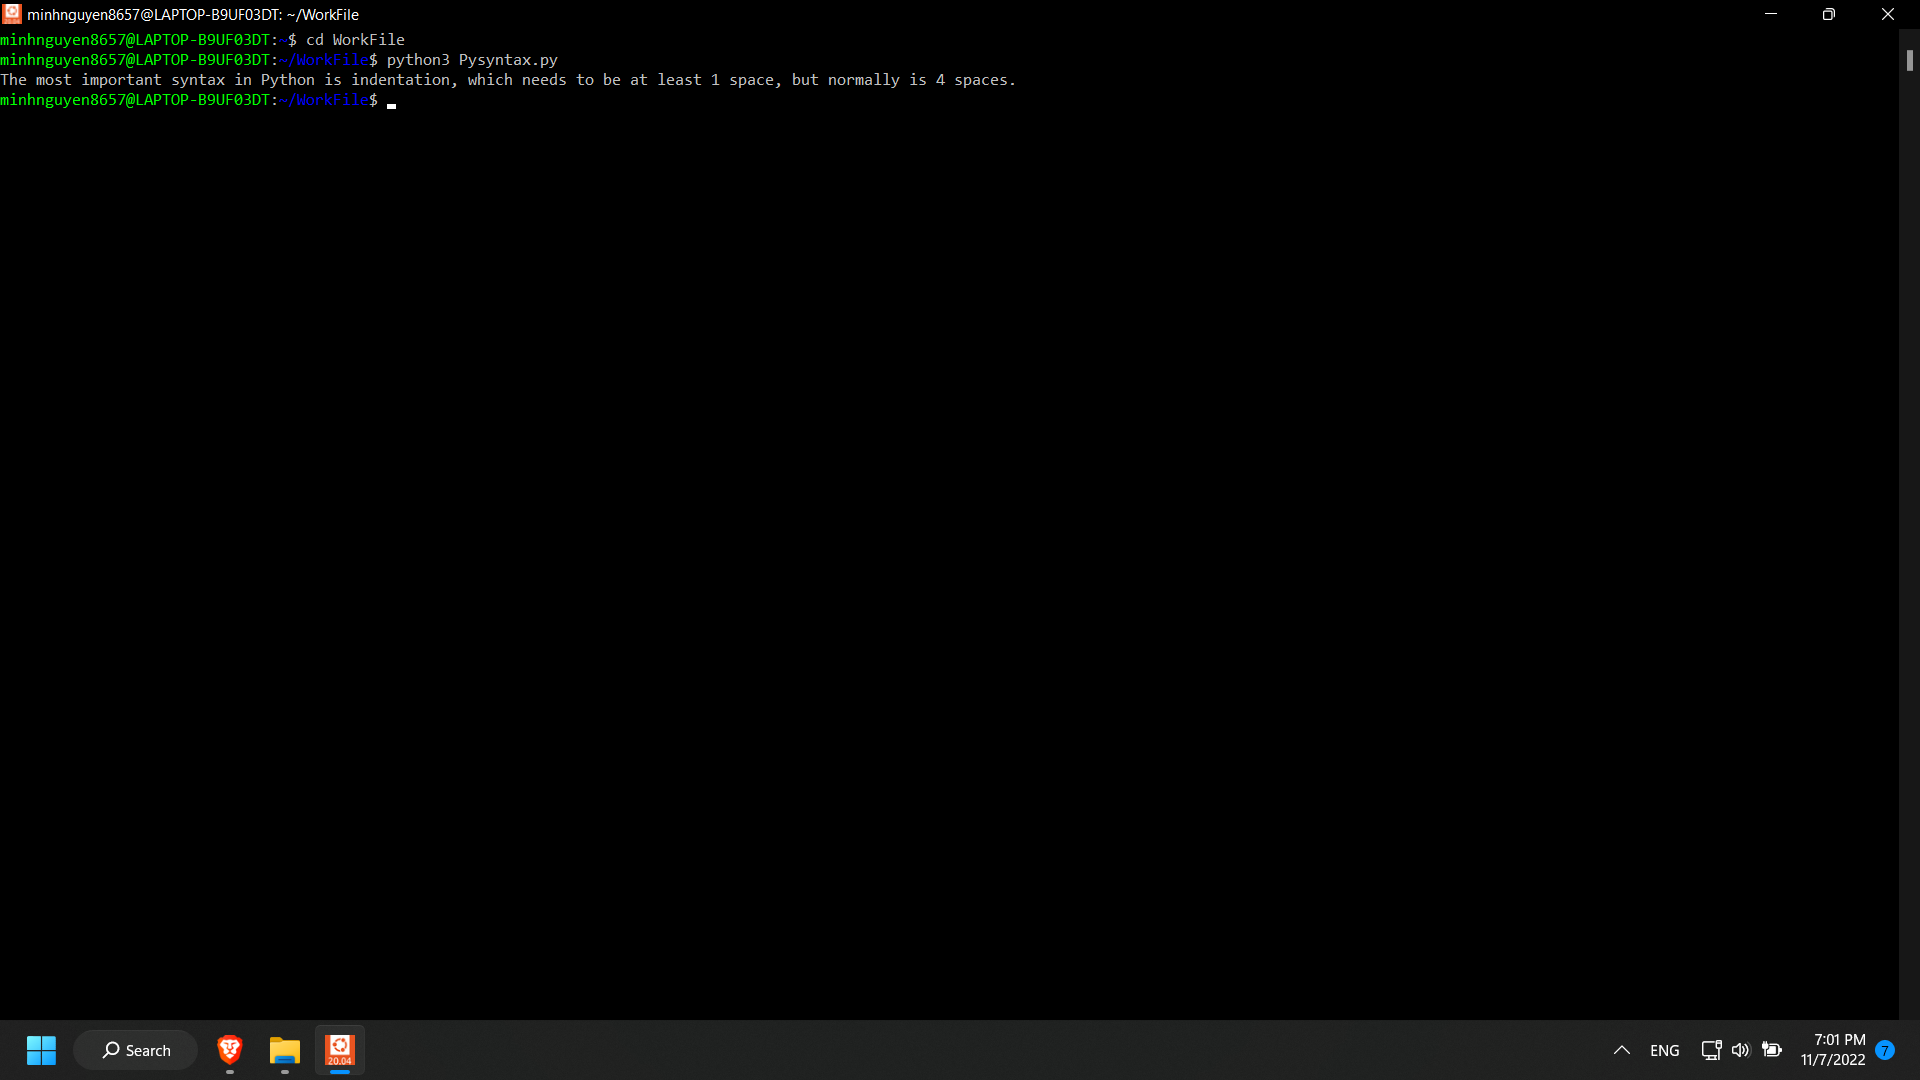 minhnguyen8657@LAPTOP-B9UF03DT: ~/WorkFile
minhnguyen8657@LAPTOP-B9UF03DT:~$ cd WorkFile
minhnguyen8657@LAPTOP-B9UF03DT:~/WorkFile$ python3 Pysyntax.py
The most important syntax in Python is indentation, which needs to be at least 1 space, but normally is 4 spaces.
minhnguyen8657@LAPTOP-B9UF03DT:~/WorkFile$
Search
20.04
ENG
7:01 PM
11/7/2022
7